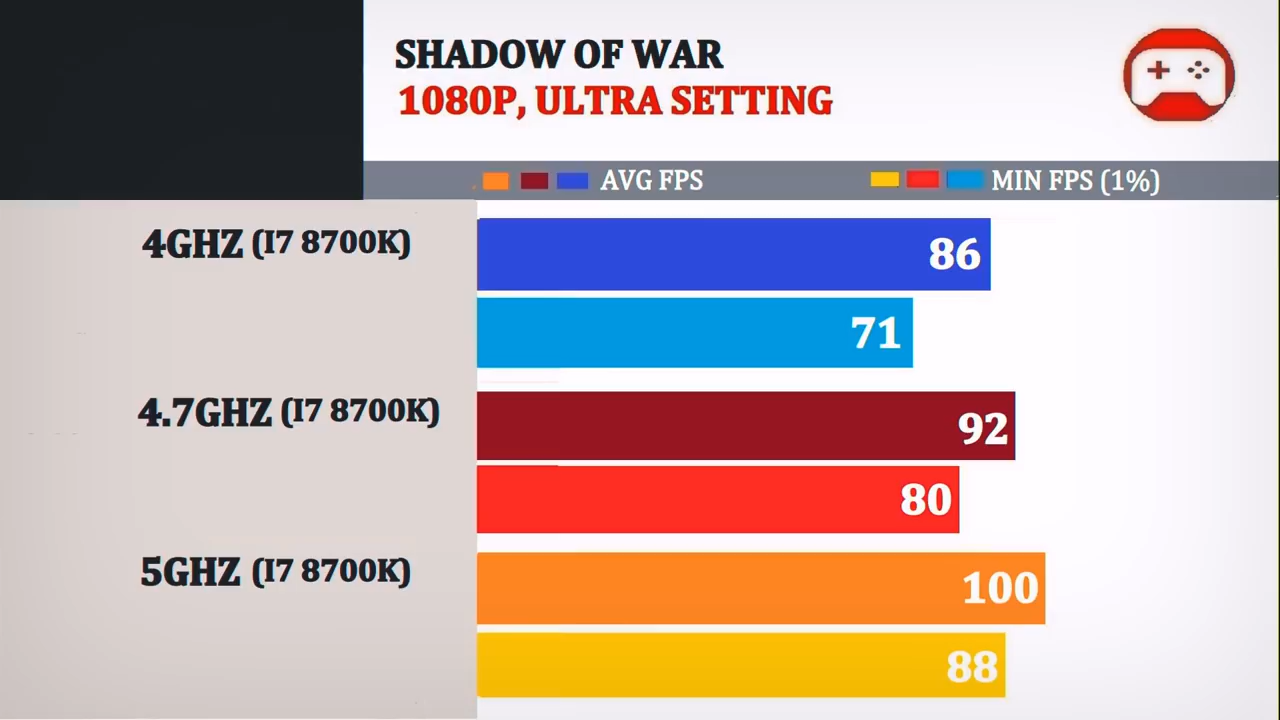 SHADOW OF WAR
1080P, ULTRA SETTING
AVG FPS
MIN FPS (1%)
4GHZ (I7 8700K)
86
71
4.7GHZ (I7 8700K)
92
80
5GHZ (I7 8700K)
100
88